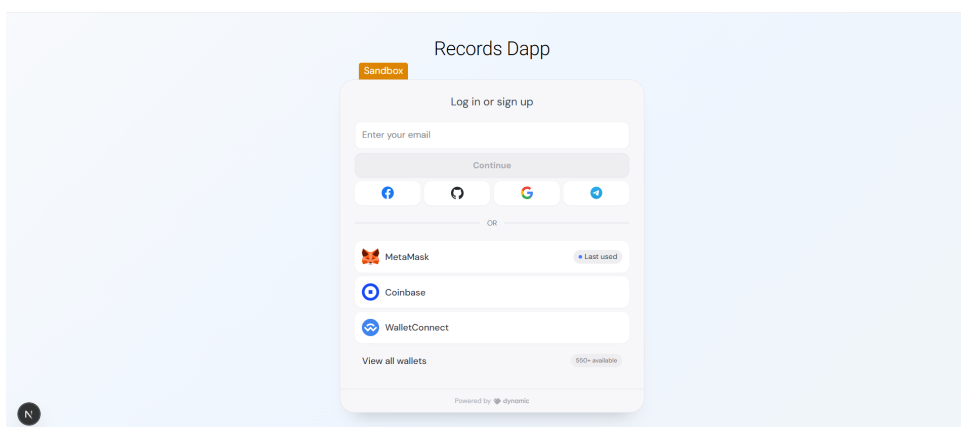 Records Dapp
Sandbox
Log in or sign up
Enter your email
Continue
OR
MetaMask
Last used
Coinbase
WalletConnect
View all wallets
550+ available
Powered by dynamic
N